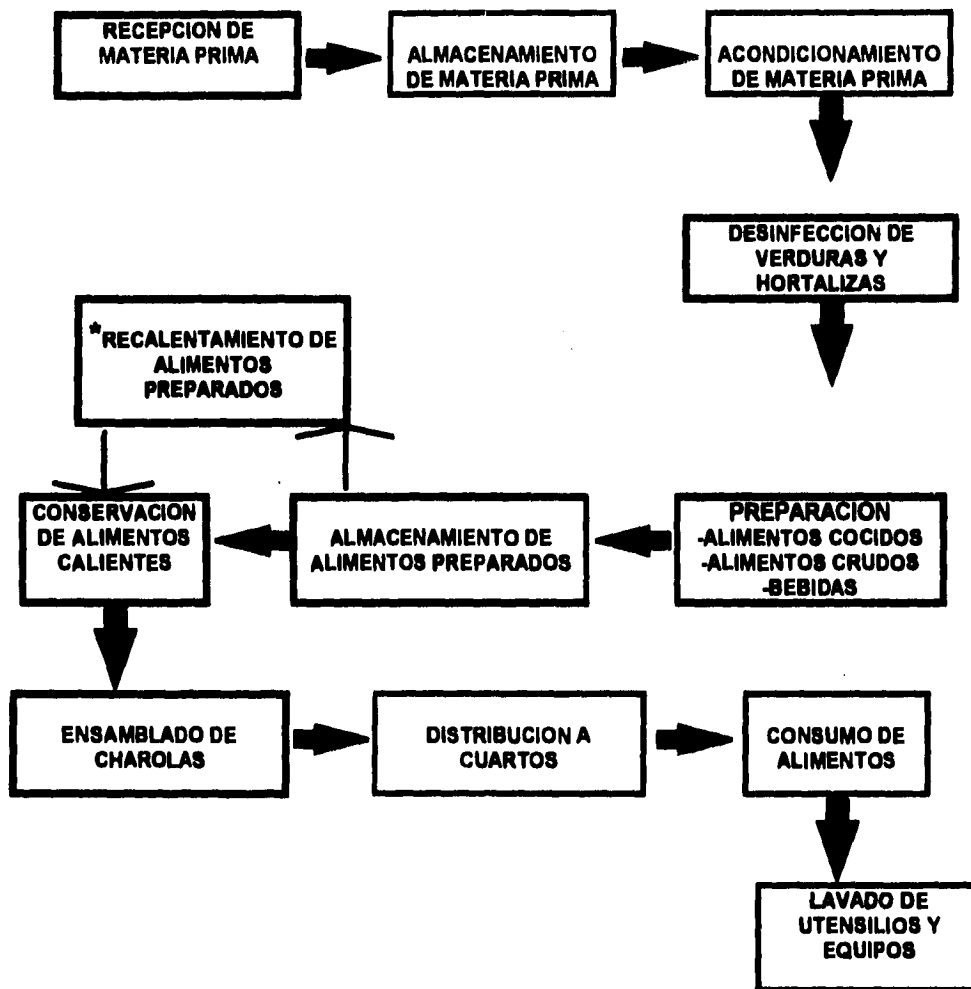 RECEPCION DE
MATERIA PRIMA
ALMACENAMIENTO
DE MATERIA PRIMA
ACONDICIONAMIENTO
DE MATERIA PRIMA
DESINFECCION DE
VERDURAS Y
HORTALIZAS
*RECALENTAMIENTO DE
ALIMENTOS
PREPARADOS
CONSERVACION
DE ALIMENTOS
CALIENTES
ALMACENAMIENTO DE
ALIMENTOS PREPARADOS
PREPARACIÓN
-ALIMENTOS COCIDOS
-ALIMENTOS CRUDOS
-BEBIDAS
ENSAMBLADO DE
CHAROLAS
DISTRIBUCION A
CUARTOS
CONSUMO DE
ALIMENTOS
LAVADO DE
UTENSILIOS Y
EQUIPOS